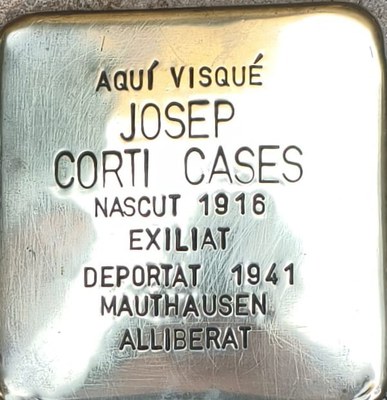 AQUÍ VISQUÉ
JOSEP
CORTI CASES
NASCUT 1916
EXILIAT
DEPORTAT 1941
MAUTHAUSEN
ALLIBERAT